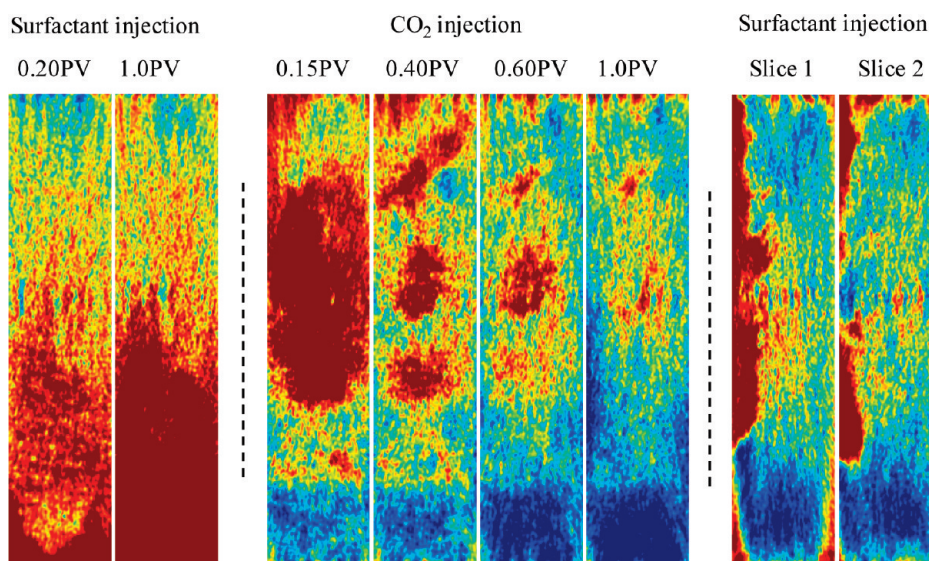 Surfactant injection
CO₂ injection
Surfactant injection
0.20PV 1.0PV
0.15PV 0.40PV 0.60PV 1.0PV
Slice 1 Slice 2